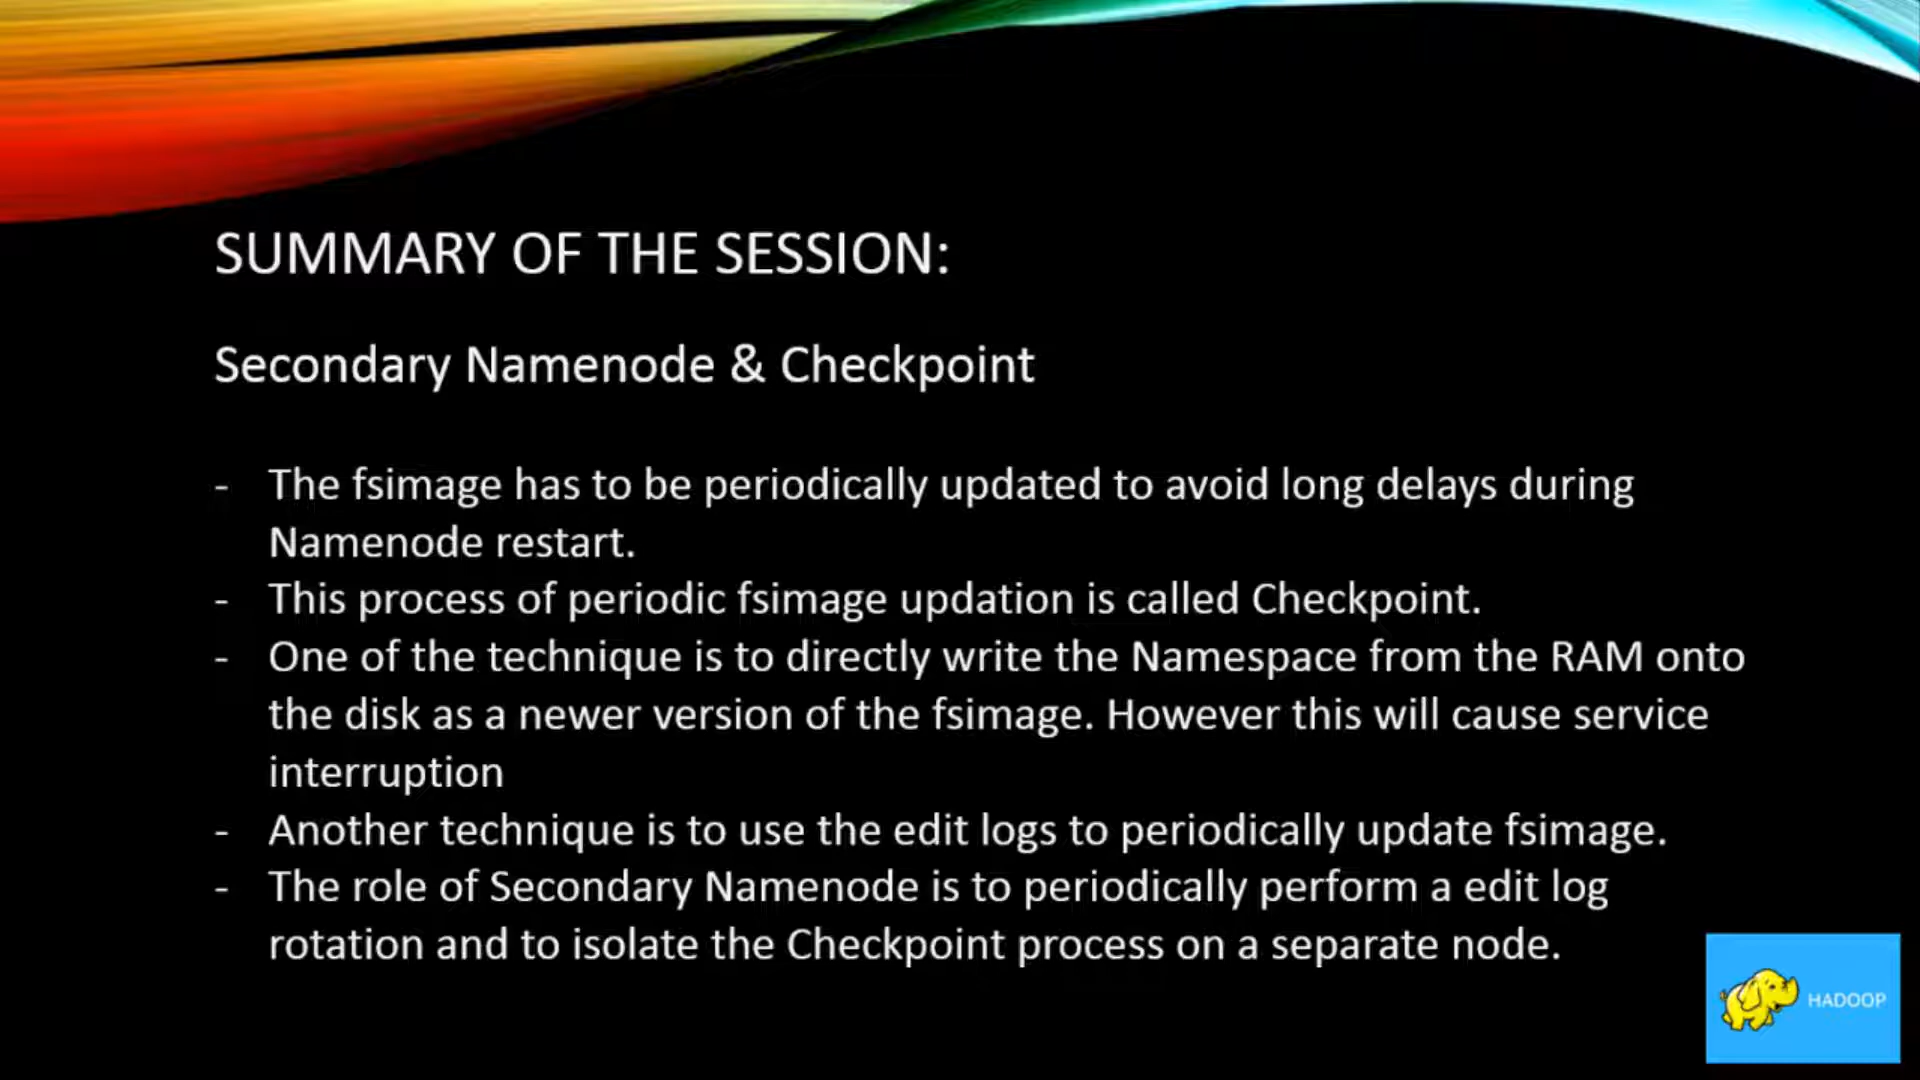 SUMMARY OF THE SESSION:
Secondary Namenode & Checkpoint
- The fsimage has to be periodically updated to avoid long delays during
Namenode restart.
- This process of periodic fsimage updation is called Checkpoint.
- One of the technique is to directly write the Namespace from the RAM onto
the disk as a newer version of the fsimage. However this will cause service
interruption
- Another technique is to use the edit logs to periodically update fsimage.
- The role of Secondary Namenode is to periodically perform a edit log
rotation and to isolate the Checkpoint process on a separate node.
HADOOP